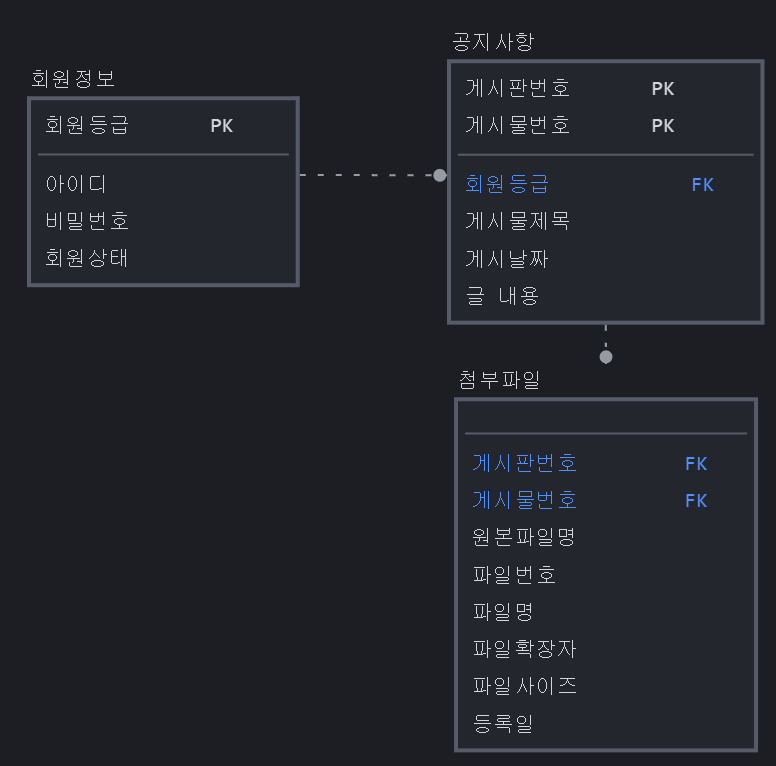 회원정보
회원등급 PK
아이디
비밀번호
회원상태
공지사항
게시판번호 PK
게시물번호 PK
회원등급 FK
게시물제목
게시날짜
글 내용
첨부파일
게시판번호 FK
게시물번호 FK
원본파일명
파일번호
파일명
파일확장자
파일사이즈
등록일